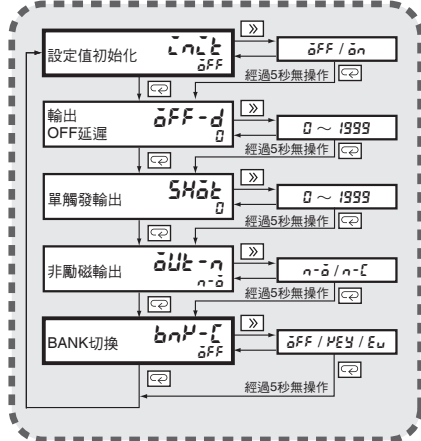 設定值初始化 init
oFF
oFF / on
經過5秒無操作
輸出
OFF延遲
oFF-d
0
0 ~ 1999
經過5秒無操作
單觸發輸出 SHot
0
0 ~ 1999
經過5秒無操作
非勵磁輸出 oUt-n
n-o
n-o / n-C
經過5秒無操作
BANK切換 bnK-C
oFF
oFF / KEY / Eu
經過5秒無操作